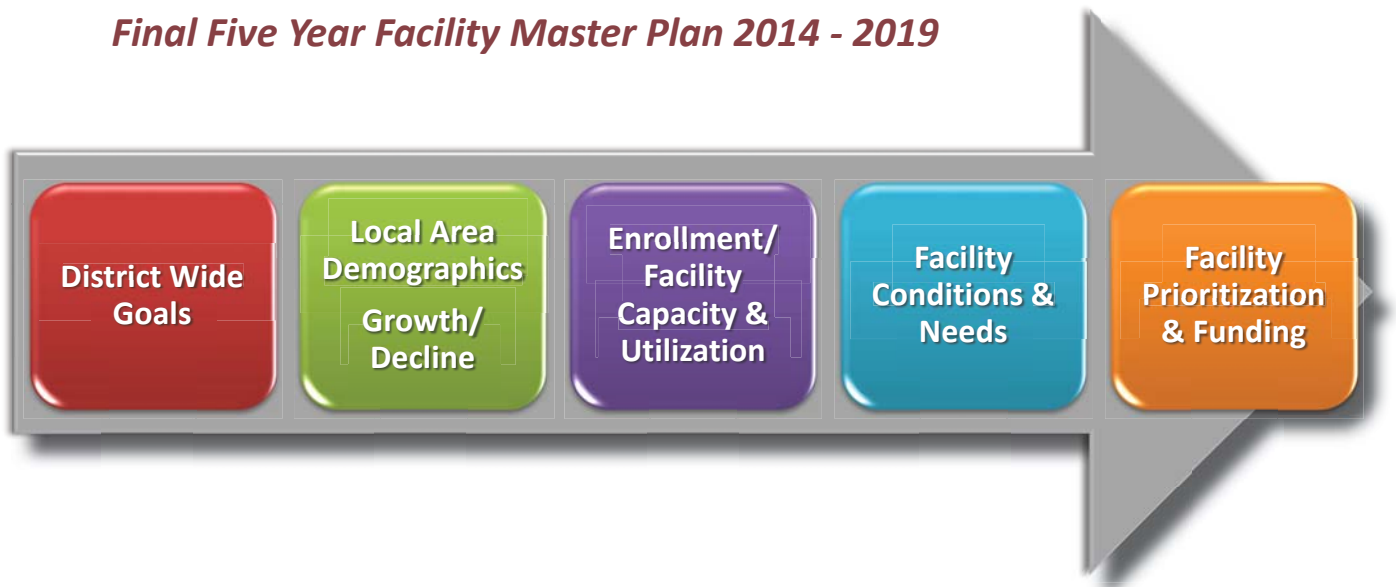 Final Five Year Facility Master Plan 2014 - 2019
District Wide
Goals
Local Area
Demographics
Growth/
Decline
Enrollment/
Facility
Capacity &
Utilization
Facility
Conditions &
Needs
Facility
Prioritization
& Funding